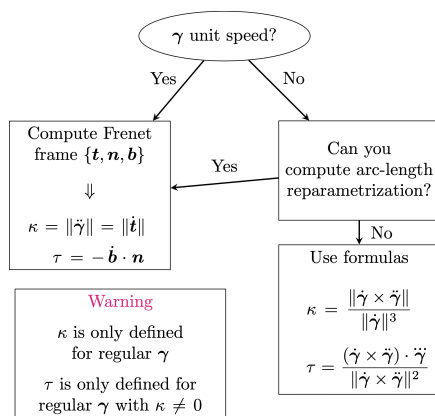 γ unit speed?
Yes
No
Compute Frenet
frame {t, n, b}
⇓
κ = ‖γ̈‖ = ‖ṫ‖
τ = −ḃ · n
Yes
Can you
compute arc-length
reparametrization?
No
Use formulas
κ = ‖γ̇ × γ̈‖ / ‖γ̇‖³
τ = (γ̇ × γ̈) · γ⃛ / ‖γ̇ × γ̈‖²
Warning
κ is only defined
for regular γ
τ is only defined for
regular γ with κ ≠ 0